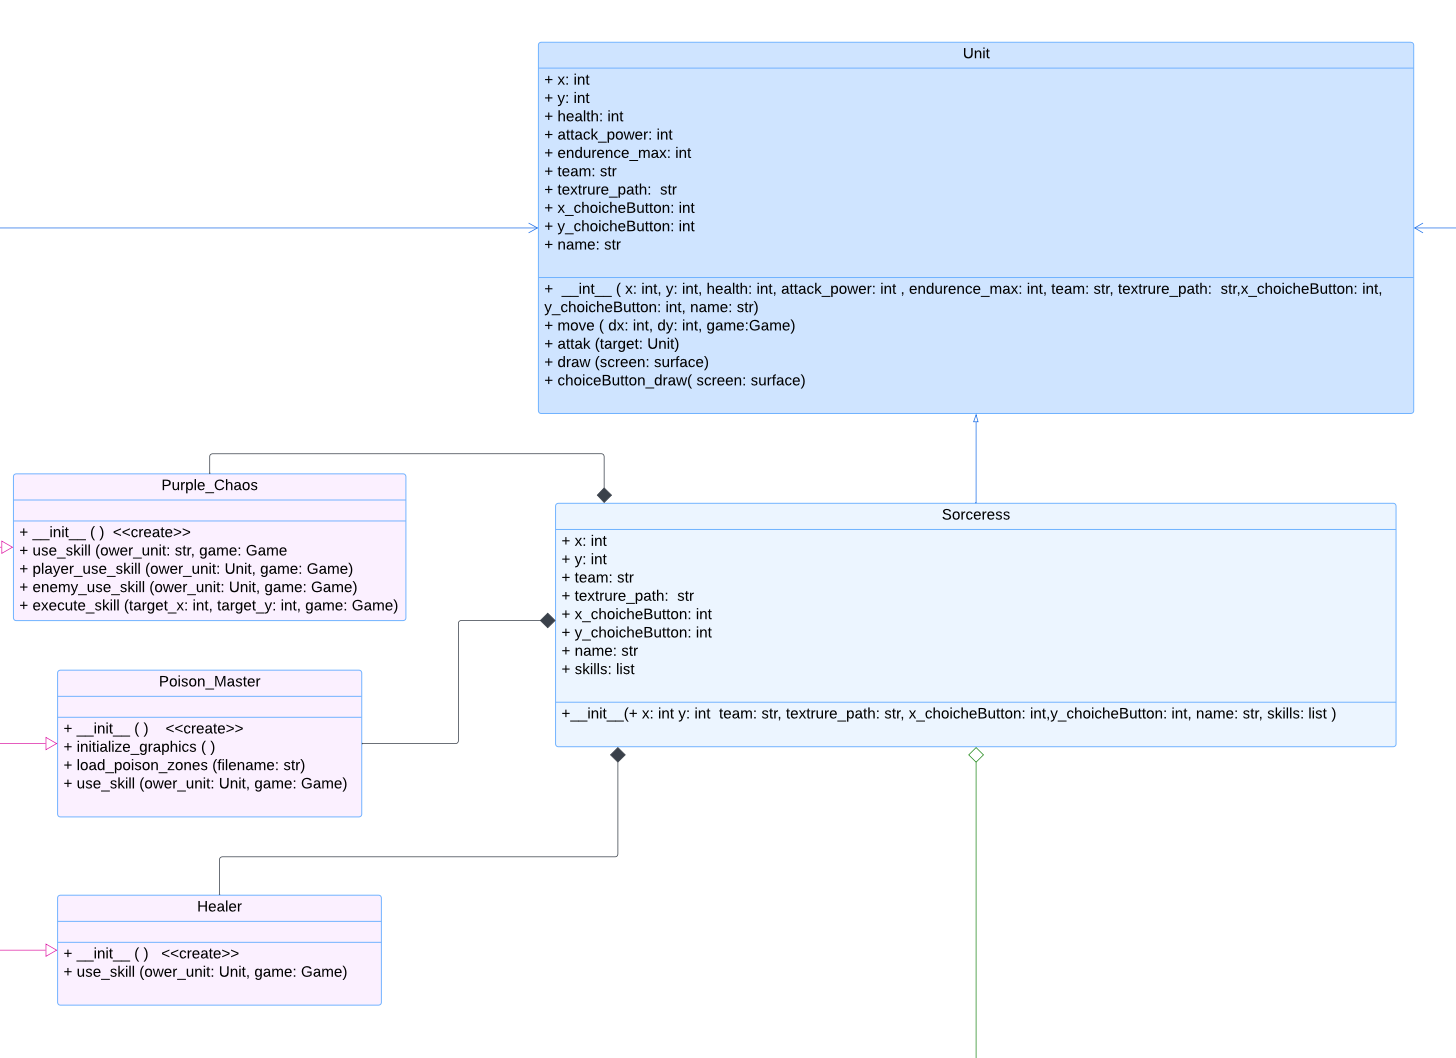 Unit
+ x: int
+ y: int
+ health: int
+ attack_power: int
+ endurence_max: int
+ team: str
+ textrure_path:  str
+ x_choicheButton: int
+ y_choicheButton: int
+ name: str
+  __int__ ( x: int, y: int, health: int, attack_power: int , endurence_max: int, team: str, textrure_path:  str,x_choicheButton: int,
y_choicheButton: int, name: str)
+ move ( dx: int, dy: int, game:Game)
+ attak (target: Unit)
+ draw (screen: surface)
+ choiceButton_draw( screen: surface)
Purple_Chaos
+ __init__ ( )  <<create>>
+ use_skill (ower_unit: str, game: Game
+ player_use_skill (ower_unit: Unit, game: Game)
+ enemy_use_skill (ower_unit: Unit, game: Game)
+ execute_skill (target_x: int, target_y: int, game: Game)
Sorceress
+ x: int
+ y: int
+ team: str
+ textrure_path:  str
+ x_choicheButton: int
+ y_choicheButton: int
+ name: str
+ skills: list
+__init__(+ x: int y: int  team: str, textrure_path: str, x_choicheButton: int,y_choicheButton: int, name: str, skills: list )
Poison_Master
+ __init__ ( )    <<create>>
+ initialize_graphics ( )
+ load_poison_zones (filename: str)
+ use_skill (ower_unit: Unit, game: Game)
Healer
+ __init__ ( )   <<create>>
+ use_skill (ower_unit: Unit, game: Game)